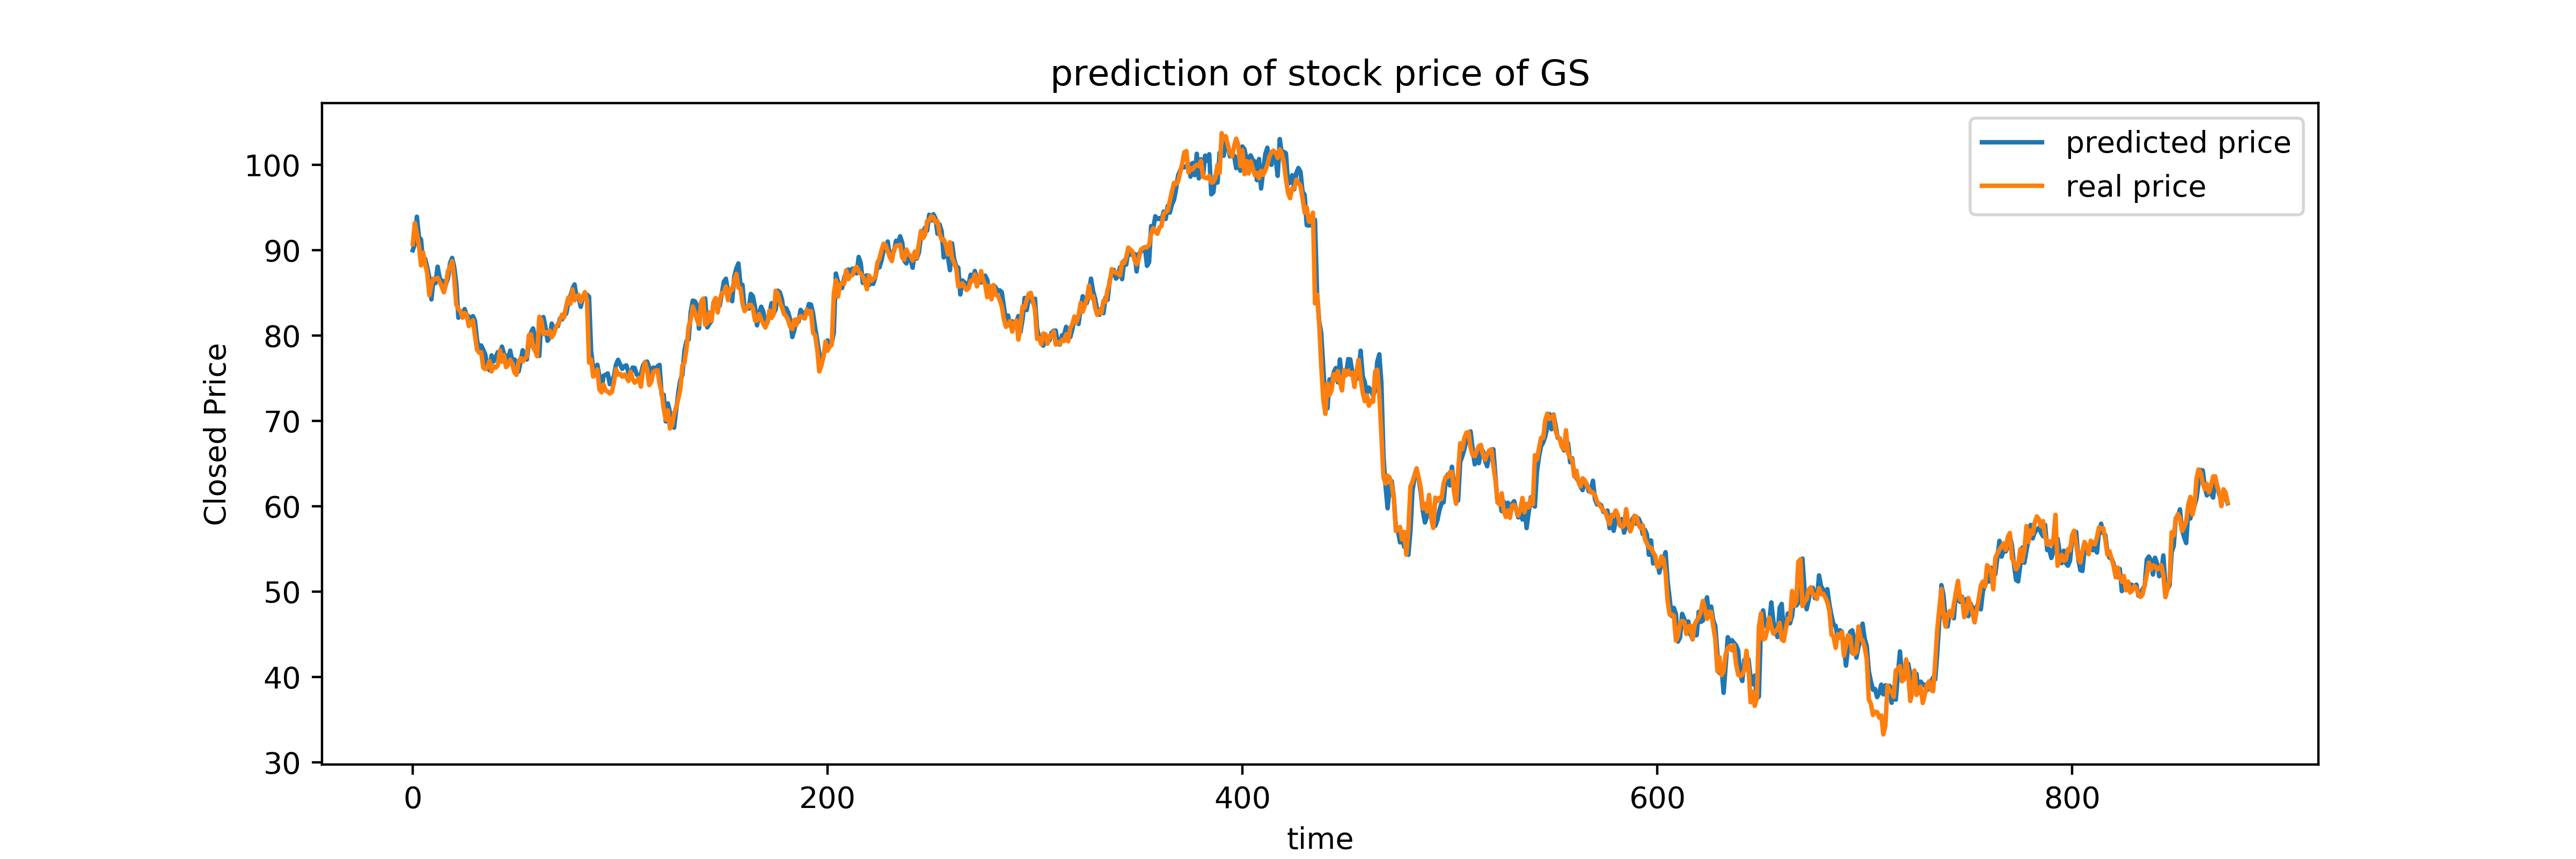 prediction of stock price of GS
predicted price
real price
Closed Price
100
90
80
70
60
50
40
30
0 200 400 600 800
time